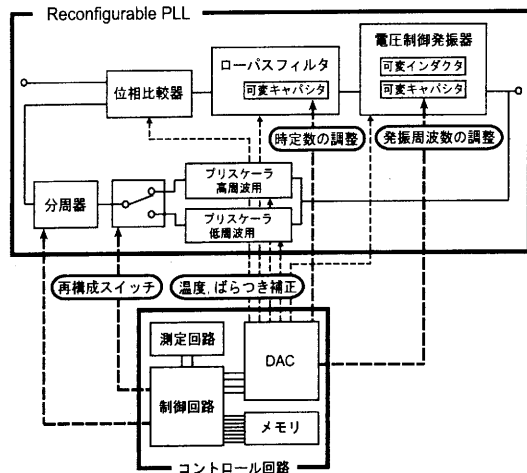 Reconfigurable PLL
電圧制御発振器
ローパスフィルタ
可変インダクタ
位相比較器
可変キャパシタ
可変キャパシタ
時定数の調整
発振周波数の調整
プリスケーラ
高周波用
分周器
プリスケーラ
低周波用
再構成スイッチ
温度,ばらつき補正
測定回路
DAC
制御回路
メモリ
コントロール回路